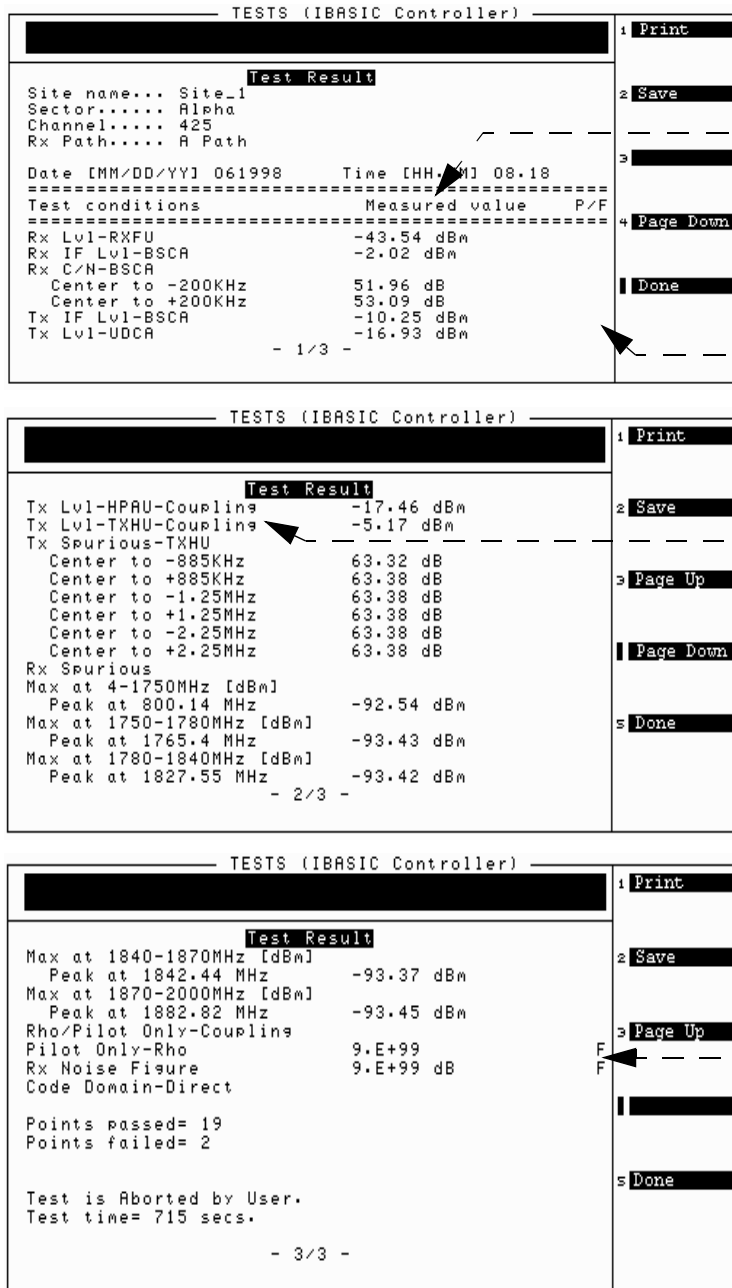 TESTS (IBASIC Controller)
1 Print
Test Result
Site name... Site_1
2 Save
Sector...... Alpha
Channel..... 425
Rx Path..... A Path
3
Date [MM/DD/YY] 061998 Time [HH.MM] 08.18
==================================================
Test conditions Measured value P/F
==================================================
4 Page Down
Rx Lvl-RXFU -43.54 dBm
Rx IF Lvl-BSCA -2.02 dBm
Rx C/N-BSCA
Center to -200KHz 51.96 dB
Done
Center to +200KHz 53.09 dB
Tx IF Lvl-BSCA -10.25 dBm
Tx Lvl-UDCA -16.93 dBm
- 1/3 -
TESTS (IBASIC Controller)
1 Print
Test Result
Tx Lvl-HPAU-Coupling -17.46 dBm
2 Save
Tx Lvl-TXHU-Coupling -5.17 dBm
Tx Spurious-TXHU
Center to -885KHz 63.32 dB
Center to +885KHz 63.38 dB
3 Page Up
Center to -1.25MHz 63.38 dB
Center to +1.25MHz 63.38 dB
Center to -2.25MHz 63.38 dB
Center to +2.25MHz 63.38 dB
Page Down
Rx Spurious
Max at 4-1750MHz [dBm]
Peak at 800.14 MHz -92.54 dBm
Max at 1750-1780MHz [dBm]
5 Done
Peak at 1765.4 MHz -93.43 dBm
Max at 1780-1840MHz [dBm]
Peak at 1827.55 MHz -93.42 dBm
- 2/3 -
TESTS (IBASIC Controller)
1 Print
Test Result
Max at 1840-1870MHz [dBm]
2 Save
Peak at 1842.44 MHz -93.37 dBm
Max at 1870-2000MHz [dBm]
Peak at 1882.82 MHz -93.45 dBm
Rho/Pilot Only-Coupling
3 Page Up
Pilot Only-Rho 9.E+99 F
Rx Noise Figure 9.E+99 dB F
Code Domain-Direct
Points passed= 19
Points failed= 2
5 Done
Test is Aborted by User.
Test time= 715 secs.
- 3/3 -